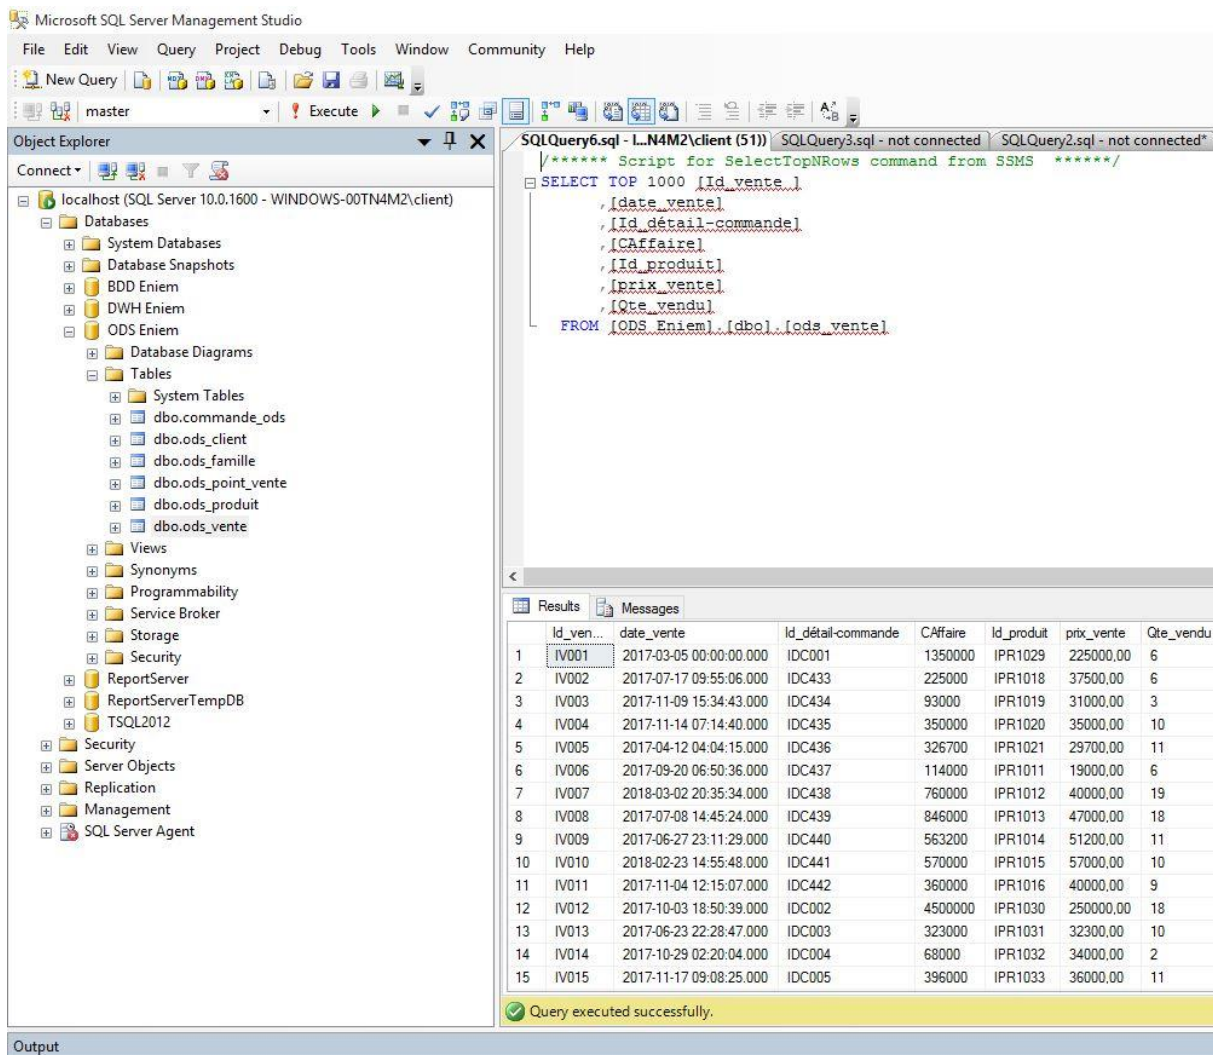 Microsoft SQL Server Management Studio
File Edit View Query Project Debug Tools Window Community Help
New Query
master Execute
Object Explorer
Connect
localhost (SQL Server 10.0.1600 - WINDOWS-00TN4M2\client)
Databases
System Databases
Database Snapshots
BDD Eniem
DWH Eniem
ODS Eniem
Database Diagrams
Tables
System Tables
dbo.commande_ods
dbo.ods_client
dbo.ods_famille
dbo.ods_point_vente
dbo.ods_produit
dbo.ods_vente
Views
Synonyms
Programmability
Service Broker
Storage
Security
ReportServer
ReportServerTempDB
TSQL2012
Security
Server Objects
Replication
Management
SQL Server Agent
SQLQuery6.sql - l...N4M2\client (51)) SQLQuery3.sql - not connected SQLQuery2.sql - not connected*
/****** Script for SelectTopNRows command from SSMS ******/
SELECT TOP 1000 [Id_vente ]
,[date_vente]
,[Id_détail-commande]
,[CAffaire]
,[Id_produit]
,[prix_vente]
,[Qte_vendu]
FROM [ODS Eniem].[dbo].[ods_vente]
Results Messages
Id_ven... date_vente Id_détail-commande CAffaire Id_produit prix_vente Qte_vendu
1 IV001 2017-03-05 00:00:00.000 IDC001 1350000 IPR1029 225000,00 6
2 IV002 2017-07-17 09:55:06.000 IDC433 225000 IPR1018 37500,00 6
3 IV003 2017-11-09 15:34:43.000 IDC434 93000 IPR1019 31000,00 3
4 IV004 2017-11-14 07:14:40.000 IDC435 350000 IPR1020 35000,00 10
5 IV005 2017-04-12 04:04:15.000 IDC436 326700 IPR1021 29700,00 11
6 IV006 2017-09-20 06:50:36.000 IDC437 114000 IPR1011 19000,00 6
7 IV007 2018-03-02 20:35:34.000 IDC438 760000 IPR1012 40000,00 19
8 IV008 2017-07-08 14:45:24.000 IDC439 846000 IPR1013 47000,00 18
9 IV009 2017-06-27 23:11:29.000 IDC440 563200 IPR1014 51200,00 11
10 IV010 2018-02-23 14:55:48.000 IDC441 570000 IPR1015 57000,00 10
11 IV011 2017-11-04 12:15:07.000 IDC442 360000 IPR1016 40000,00 9
12 IV012 2017-10-03 18:50:39.000 IDC002 4500000 IPR1030 250000,00 18
13 IV013 2017-06-23 22:28:47.000 IDC003 323000 IPR1031 32300,00 10
14 IV014 2017-10-29 02:20:04.000 IDC004 68000 IPR1032 34000,00 2
15 IV015 2017-11-17 09:08:25.000 IDC005 396000 IPR1033 36000,00 11
Query executed successfully.
Output